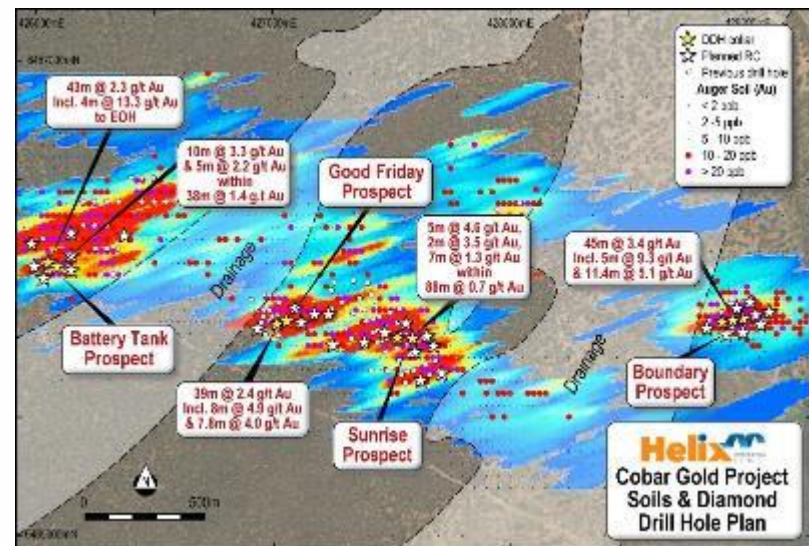 426000mE
427000mE
428000mE
6487000mN
DDH collar
Planned RC
Previous drill hole
Auger Soil (Au)
< 2 ppb
2 - 5 ppb
5 - 10 ppb
10 - 20 ppb
> 20 ppb
43m @ 2.3 g/t Au
Incl. 4m @ 13.3 g/t Au
to EOH
10m @ 3.3 g/t Au
& 5m @ 2.2 g/t Au
within
38m @ 1.4 g.t Au
Good Friday
Prospect
5m @ 4.6 g/t Au,
2m @ 3.5 g/t Au,
7m @ 1.3 g/t Au
within
88m @ 0.7 g/t Au
45m @ 3.4 g/t Au
Incl. 5m @ 9.3 g/t Au
& 11.4m @ 5.1 g/t Au
Drainage
Drainage
Battery Tank
Prospect
39m @ 2.4 g/t Au
Incl. 8m @ 4.9 g/t Au
& 7.8m @ 4.0 g/t Au
Sunrise
Prospect
Boundary
Prospect
N
0
500m
Helix
Cobar Gold Project
Soils & Diamond
Drill Hole Plan